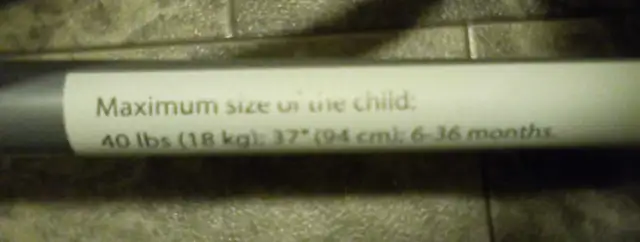 Maximum size of the child:
40 lbs (18 kg); 37" (94 cm); 6-36 months